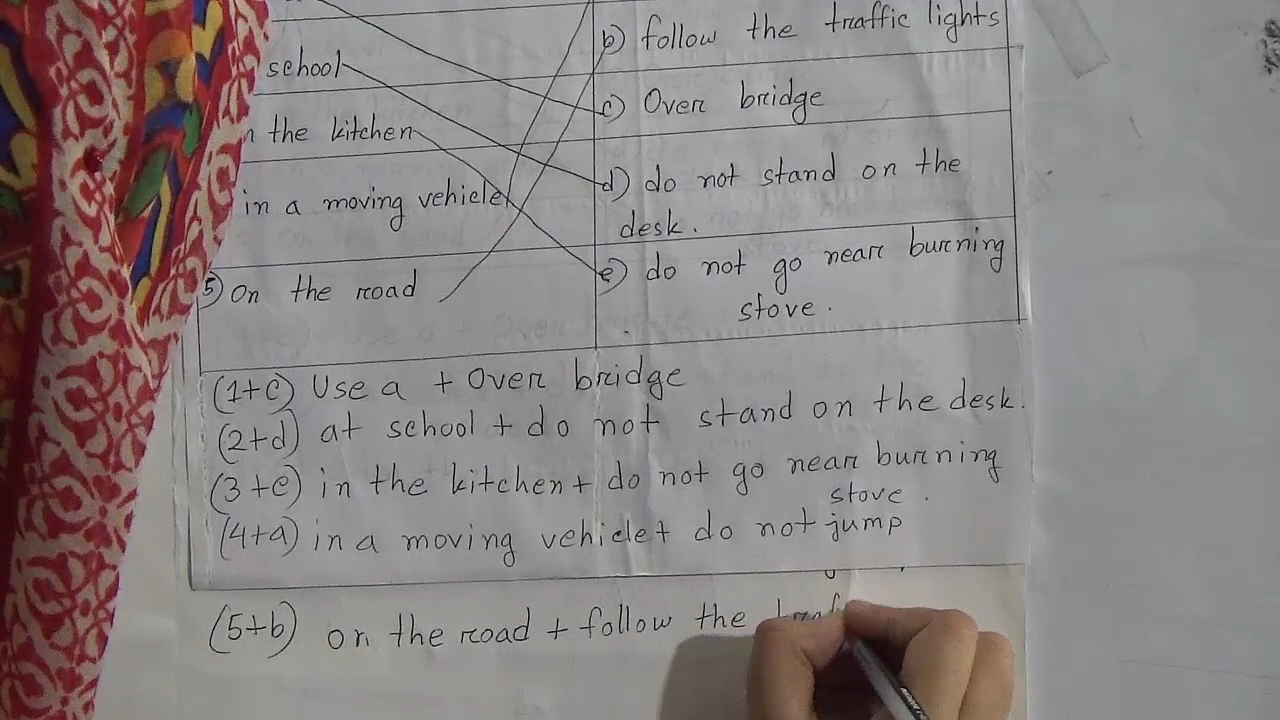 b) follow the traffic lights
school
c) Over bridge
the kitchen
d) do not stand on the
in a moving vehicle
desk.
e) do not go near burning
stove.
5) On the road
(1+c) Use a + Over bridge
(2+d) at school + do not stand on the desk.
(3+e) in the kitchen + do not go near burning
stove.
(4+a) in a moving vehicle + do not jump
(5+b) on the road + follow the